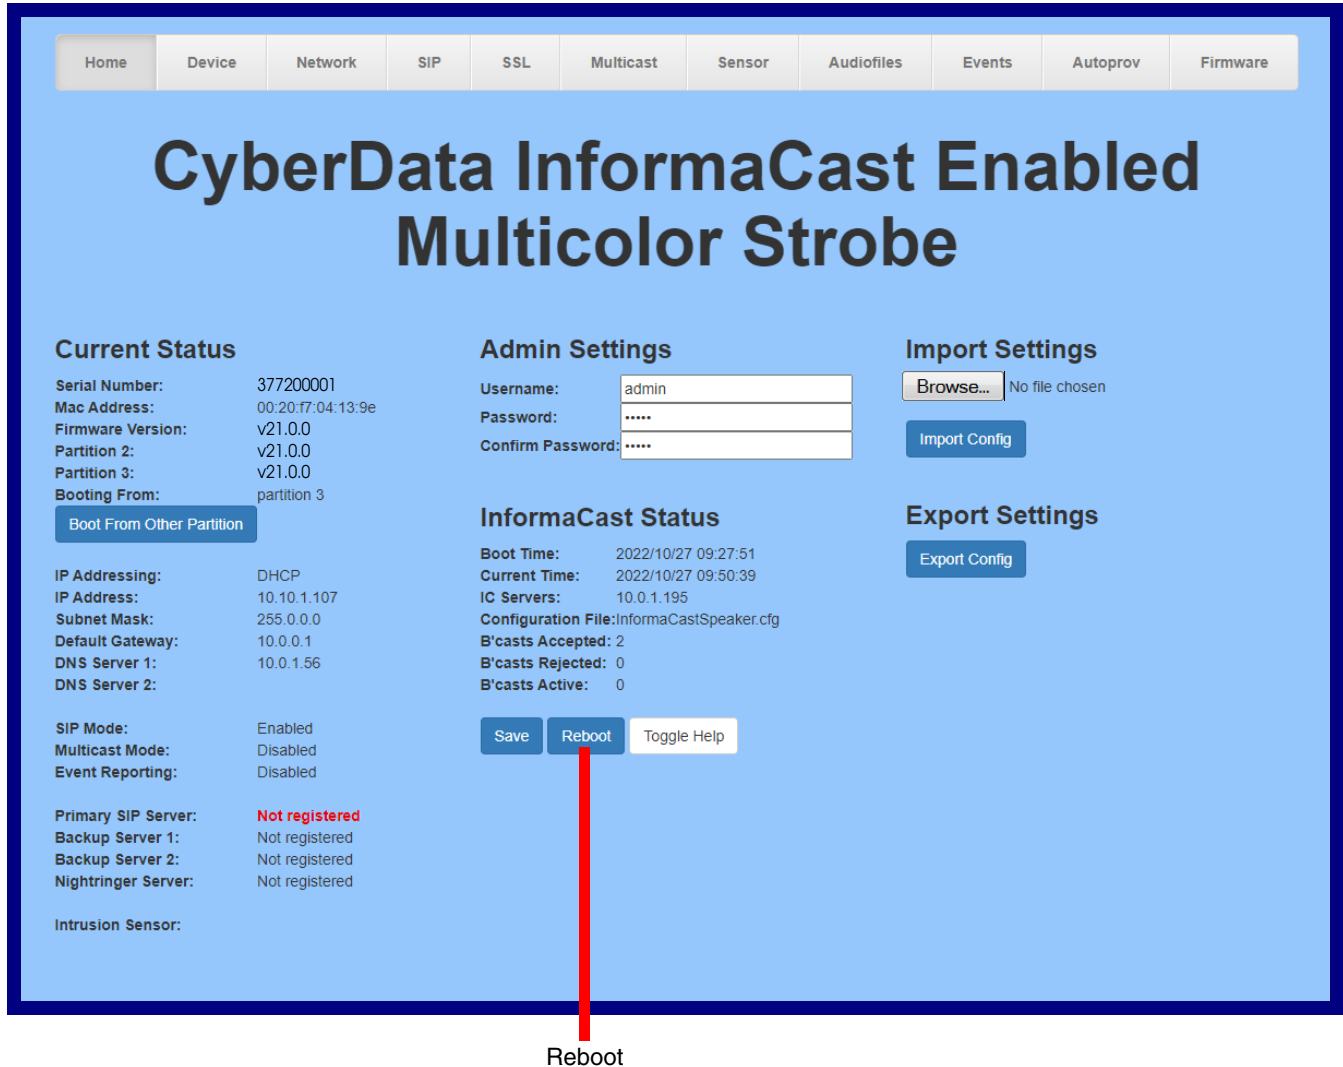 Home Device Network SIP SSL Multicast Sensor Audiofiles Events Autoprov Firmware
CyberData InformaCast Enabled
Multicolor Strobe
Current Status
Serial Number: 377200001
Mac Address: 00:20:f7:04:13:9e
Firmware Version: v21.0.0
Partition 2: v21.0.0
Partition 3: v21.0.0
Booting From: partition 3
Boot From Other Partition
IP Addressing: DHCP
IP Address: 10.10.1.107
Subnet Mask: 255.0.0.0
Default Gateway: 10.0.0.1
DNS Server 1: 10.0.1.56
DNS Server 2:
SIP Mode: Enabled
Multicast Mode: Disabled
Event Reporting: Disabled
Primary SIP Server: Not registered
Backup Server 1: Not registered
Backup Server 2: Not registered
Nightringer Server: Not registered
Intrusion Sensor:
Admin Settings
Username: admin
Password: •••••
Confirm Password: •••••
InformaCast Status
Boot Time: 2022/10/27 09:27:51
Current Time: 2022/10/27 09:50:39
IC Servers: 10.0.1.195
Configuration File: InformaCastSpeaker.cfg
B'casts Accepted: 2
B'casts Rejected: 0
B'casts Active: 0
Save Reboot Toggle Help
Import Settings
Browse... No file chosen
Import Config
Export Settings
Export Config
Reboot